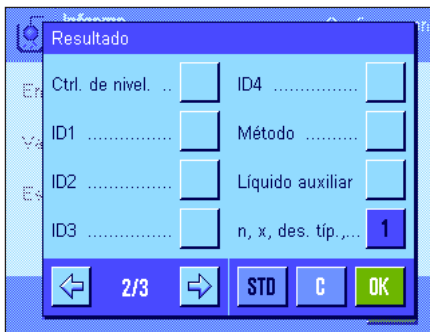 Resultado
Ctrl. de nivel. ..
ID4 ................
ID1 ................
Método ..........
ID2 ................
Líquido auxiliar
ID3 ................
n, x, des. típ.,... 1
2/3
STD
C
OK